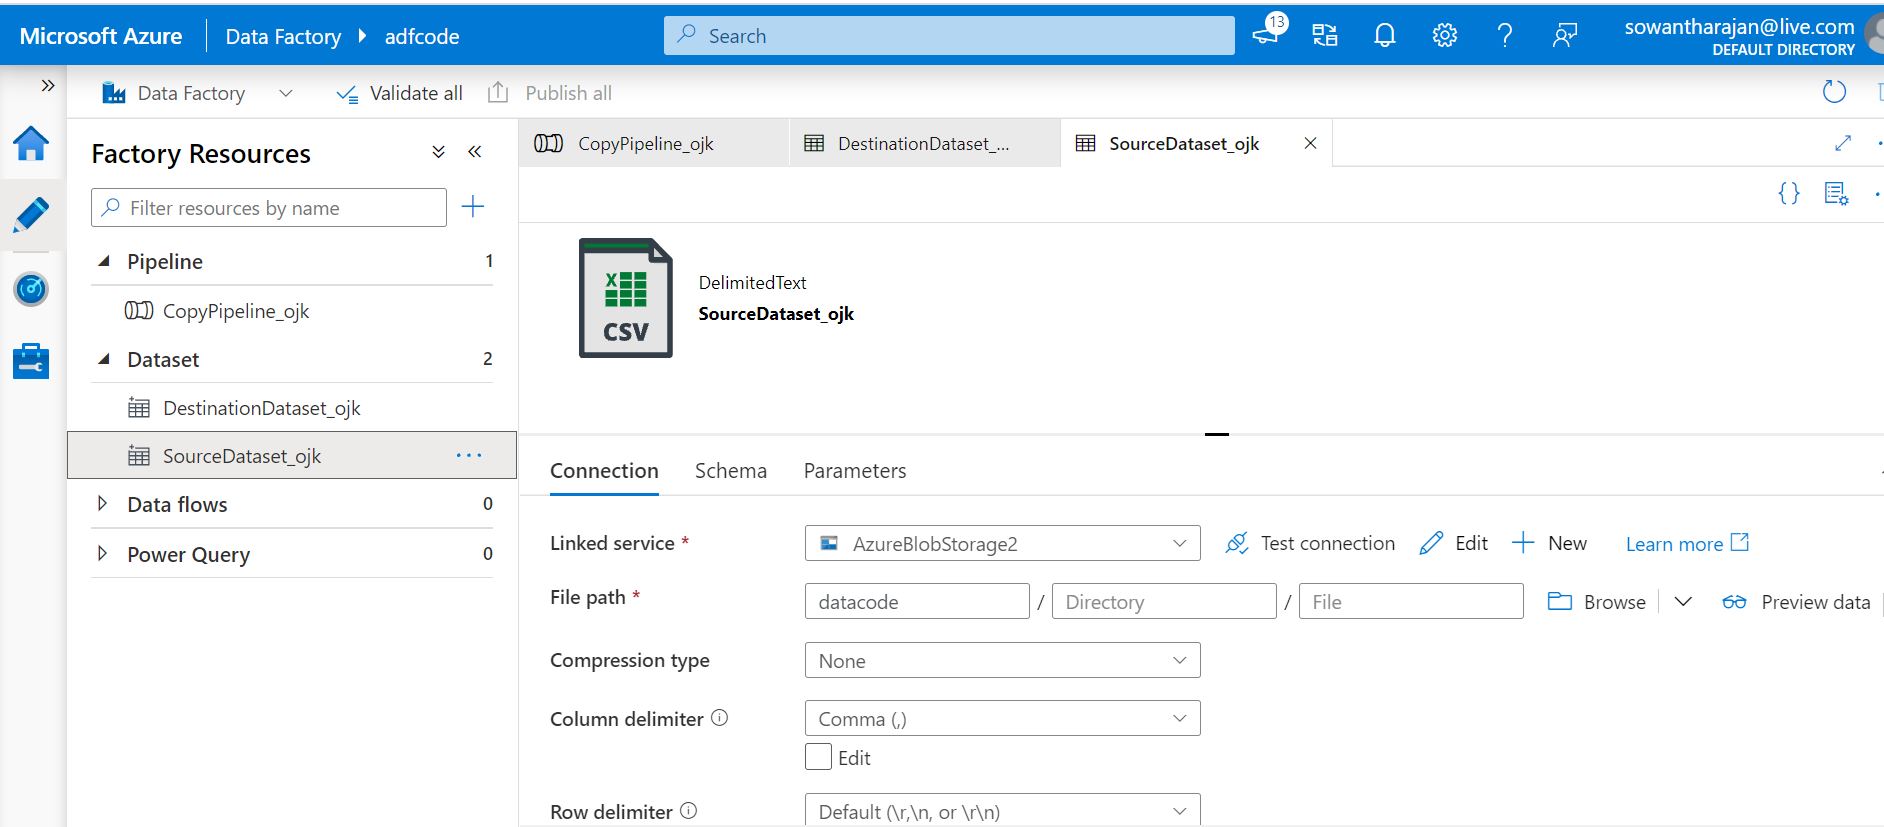 Microsoft Azure
Data Factory
adfcode
Search
13
sowantharajan@live.com
DEFAULT DIRECTORY
Data Factory
Validate all
Publish all
Factory Resources
Filter resources by name
Pipeline 1
CopyPipeline_ojk
Dataset 2
DestinationDataset_ojk
SourceDataset_ojk
Data flows 0
Power Query 0
CopyPipeline_ojk
DestinationDataset_...
SourceDataset_ojk
{}
X
CSV
DelimitedText
SourceDataset_ojk
Connection
Schema
Parameters
Linked service *
AzureBlobStorage2
Test connection
Edit
New
Learn more
File path *
datacode / Directory / File
Browse
Preview data
Compression type
None
Column delimiter
Comma (,)
Edit
Row delimiter
Default (\r,\n, or \r\n)